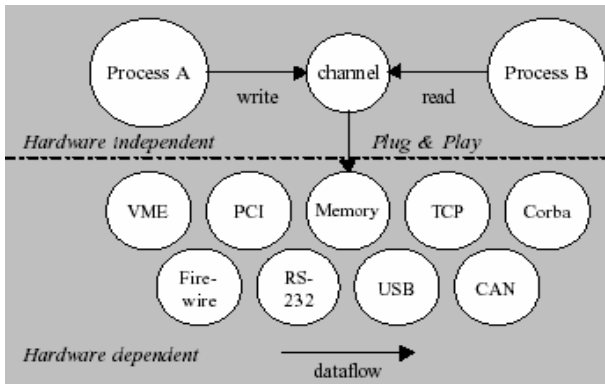 Process A
channel
Process B
write
read
Hardware independent
Plug & Play
VME
PCI
Memory
TCP
Corba
Fire-
wire
RS-
232
USB
CAN
Hardware dependent
dataflow